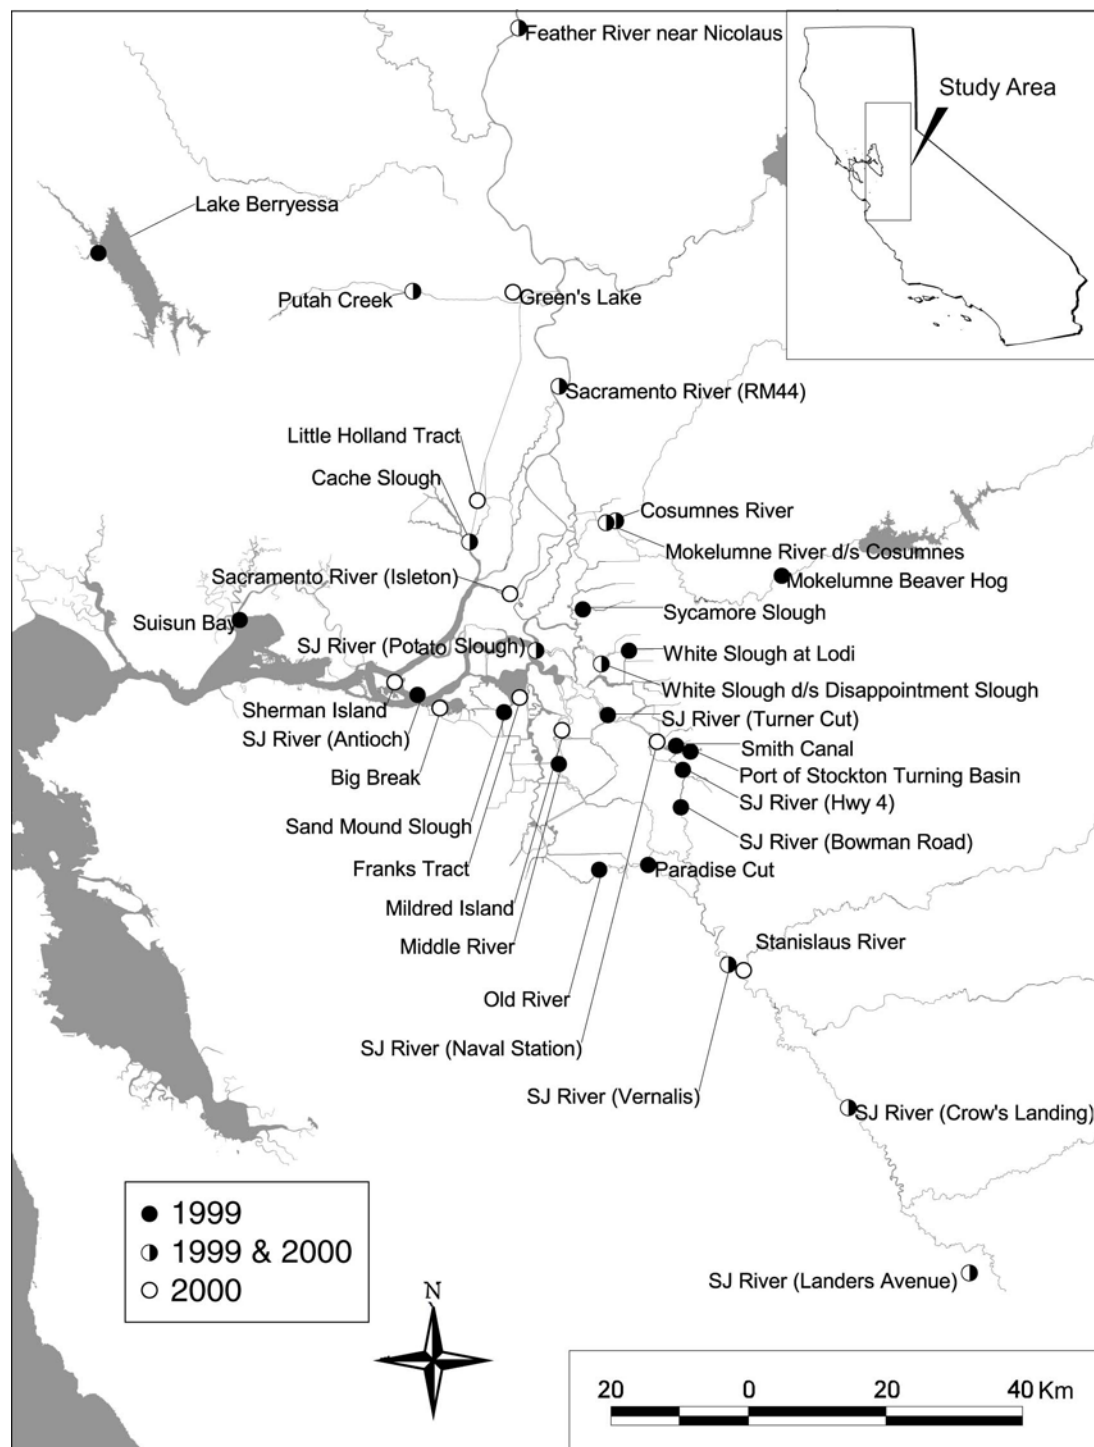 Feather River near Nicolaus
Study Area
Lake Berryessa
Putah Creek
Green's Lake
Sacramento River (RM44)
Little Holland Tract
Cache Slough
Cosumnes River
Mokelumne River d/s Cosumnes
Sacramento River (Isleton)
Mokelumne Beaver Hog
Suisun Bay
Sycamore Slough
SJ River (Potato Slough)
White Slough at Lodi
White Slough d/s Disappointment Slough
Sherman Island
SJ River (Turner Cut)
SJ River (Antioch)
Smith Canal
Big Break
Port of Stockton Turning Basin
SJ River (Hwy 4)
Sand Mound Slough
SJ River (Bowman Road)
Franks Tract
Paradise Cut
Mildred Island
Middle River
Stanislaus River
Old River
SJ River (Naval Station)
SJ River (Vernalis)
SJ River (Crow's Landing)
1999
1999 & 2000
2000
SJ River (Landers Avenue)
N
20 0 20 40 Km